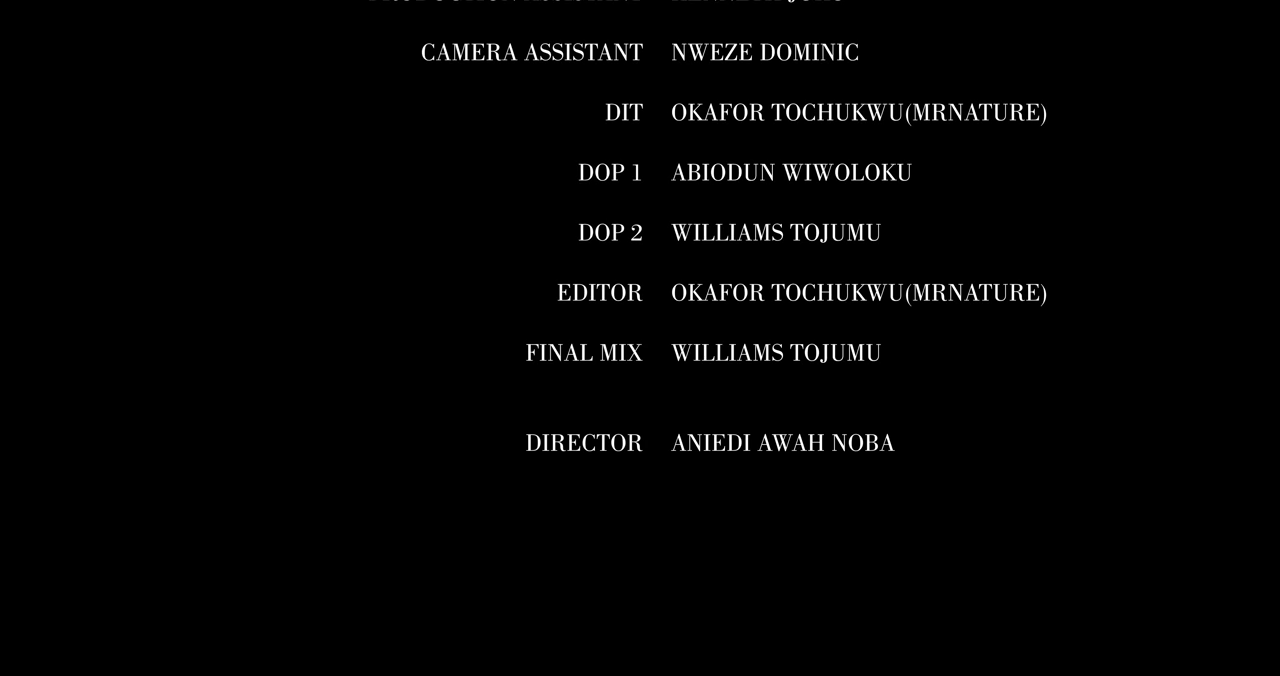 CAMERA ASSISTANT NWEZE DOMINIC
DIT OKAFOR TOCHUKWU(MRNATURE)
DOP 1 ABIODUN WIWOLOKU
DOP 2 WILLIAMS TOJUMU
EDITOR OKAFOR TOCHUKWU(MRNATURE)
FINAL MIX WILLIAMS TOJUMU
DIRECTOR ANIEDI AWAH NOBA